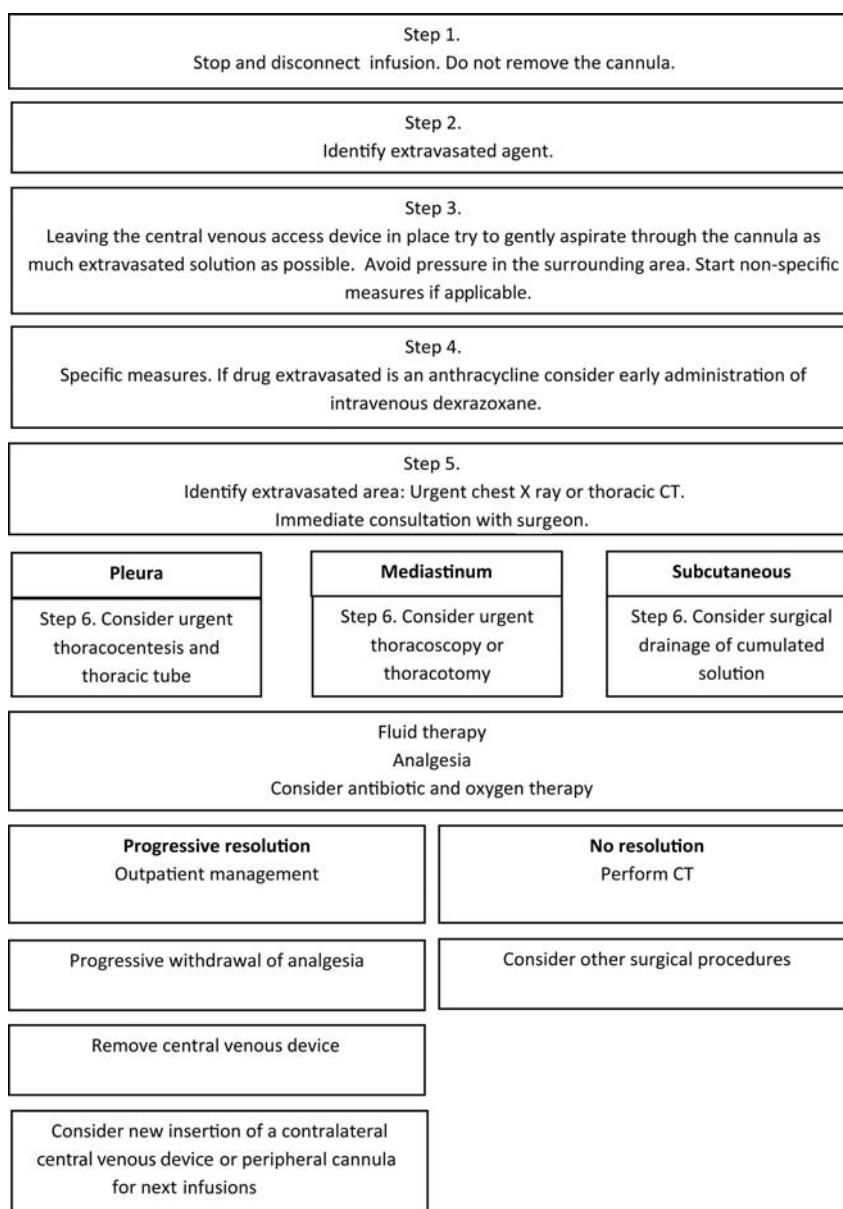 Step 1.
Stop and disconnect infusion. Do not remove the cannula.
Step 2.
Identify extravasated agent.
Step 3.
Leaving the central venous access device in place try to gently aspirate through the cannula as
much extravasated solution as possible. Avoid pressure in the surrounding area. Start non-specific
measures if applicable.
Step 4.
Specific measures. If drug extravasated is an anthracycline consider early administration of
intravenous dexrazoxane.
Step 5.
Identify extravasated area: Urgent chest X ray or thoracic CT.
Immediate consultation with surgeon.
Pleura
Step 6. Consider urgent
thoracocentesis and
thoracic tube
Mediastinum
Step 6. Consider urgent
thoracoscopy or
thoracotomy
Subcutaneous
Step 6. Consider surgical
drainage of cumulated
solution
Fluid therapy
Analgesia
Consider antibiotic and oxygen therapy
Progressive resolution
Outpatient management
No resolution
Perform CT
Progressive withdrawal of analgesia
Consider other surgical procedures
Remove central venous device
Consider new insertion of a contralateral
central venous device or peripheral cannula
for next infusions